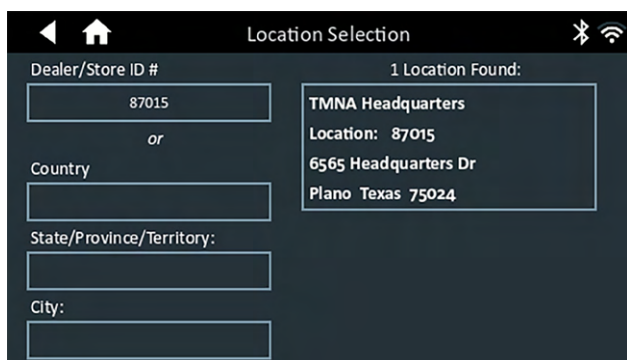 Location Selection
Dealer/Store ID #
87015
or
Country
State/Province/Territory:
City:
1 Location Found:
TMNA Headquarters
Location: 87015
6565 Headquarters Dr
Plano Texas 75024